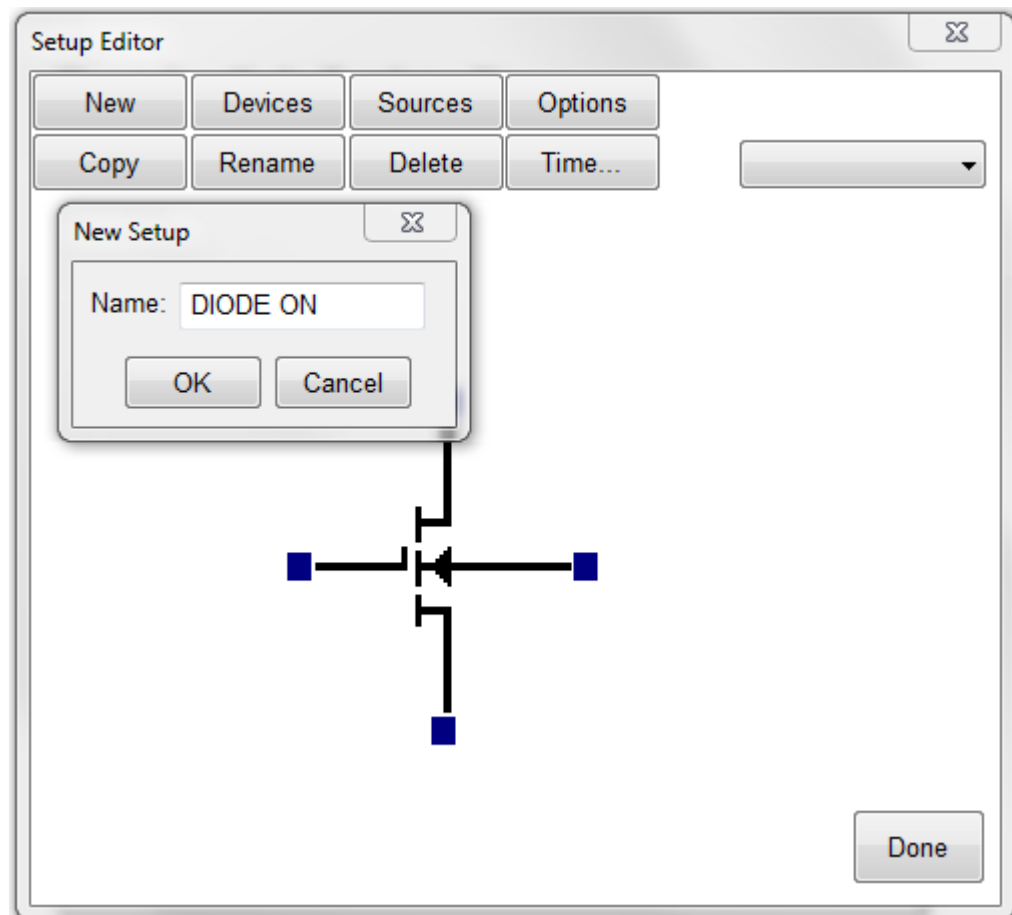 Setup Editor
New Devices Sources Options
Copy Rename Delete Time...
New Setup
Name: DIODE ON
OK Cancel
Done